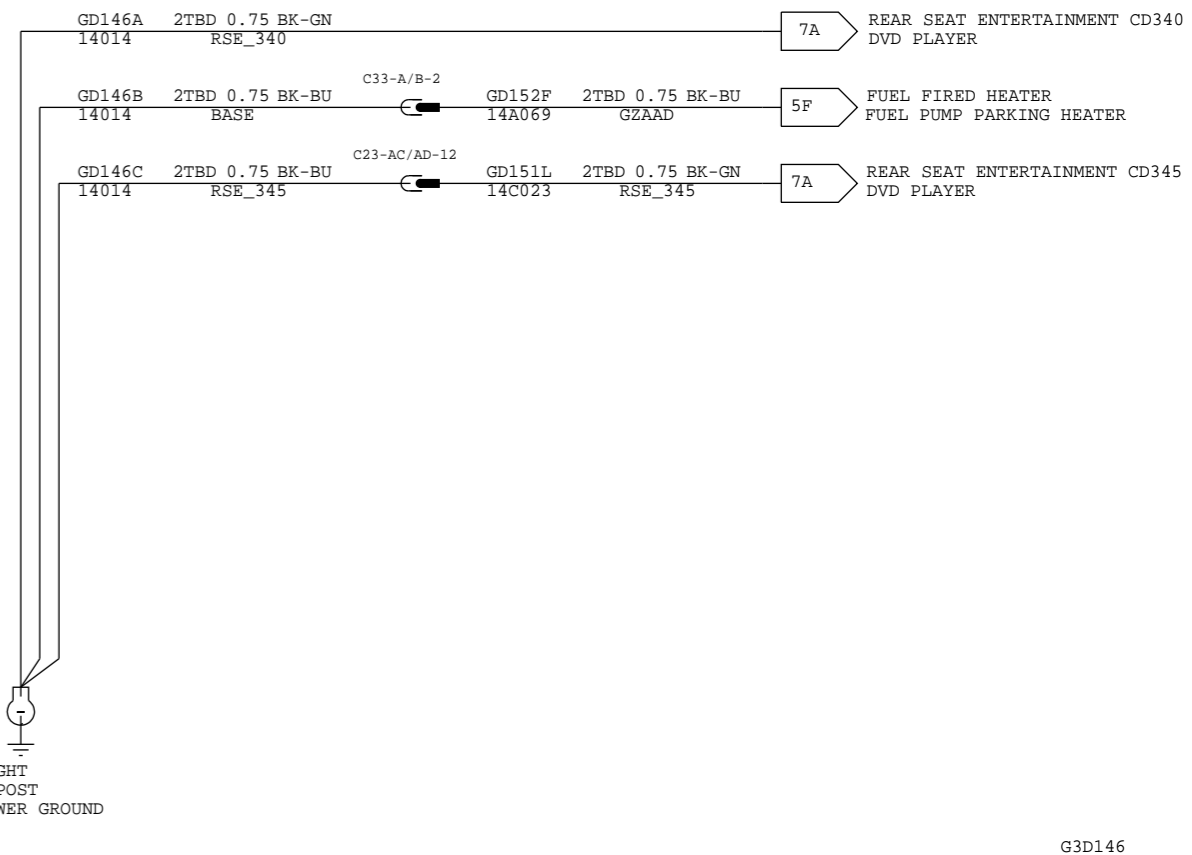 GD146A 2TBD 0.75 BK-GN
14014 RSE_340
7A
REAR SEAT ENTERTAINMENT CD340
DVD PLAYER
C33-A/B-2
GD146B 2TBD 0.75 BK-BU
14014 BASE
GD152F 2TBD 0.75 BK-BU
14A069 GZAAD
5F
FUEL FIRED HEATER
FUEL PUMP PARKING HEATER
C23-AC/AD-12
GD146C 2TBD 0.75 BK-BU
14014 RSE_345
GD151L 2TBD 0.75 BK-GN
14C023 RSE_345
7A
REAR SEAT ENTERTAINMENT CD345
DVD PLAYER
GHT
POST
WER GROUND
G3D146